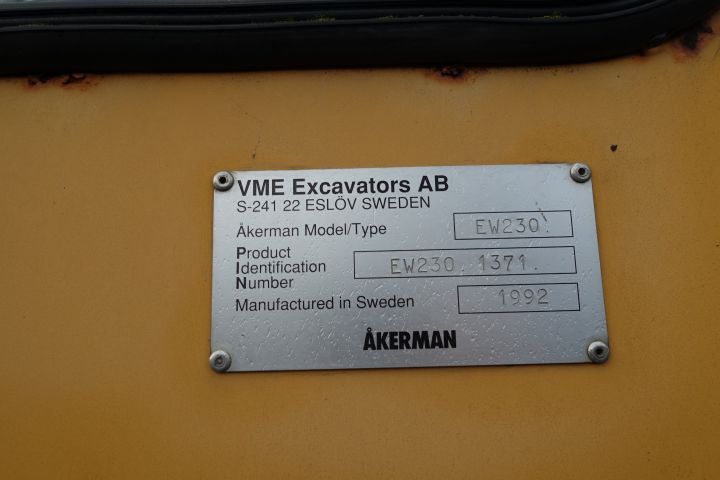 VME Excavators AB
S-241 22 ESLÖV SWEDEN
Åkerman Model/Type EW230.
Product
Identification EW230. 1371.
Number
Manufactured in Sweden 1992
ÅKERMAN